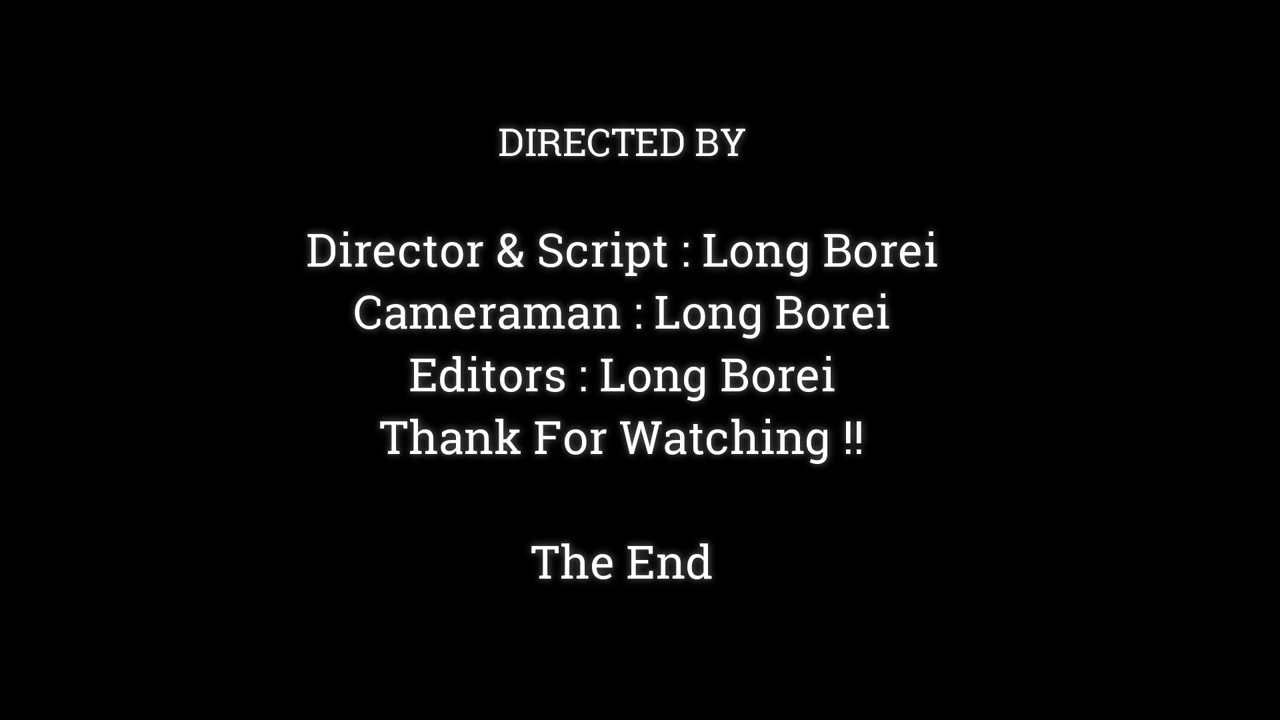 DIRECTED BY
Director & Script : Long Borei
Cameraman : Long Borei
Editors : Long Borei
Thank For Watching !!
The End